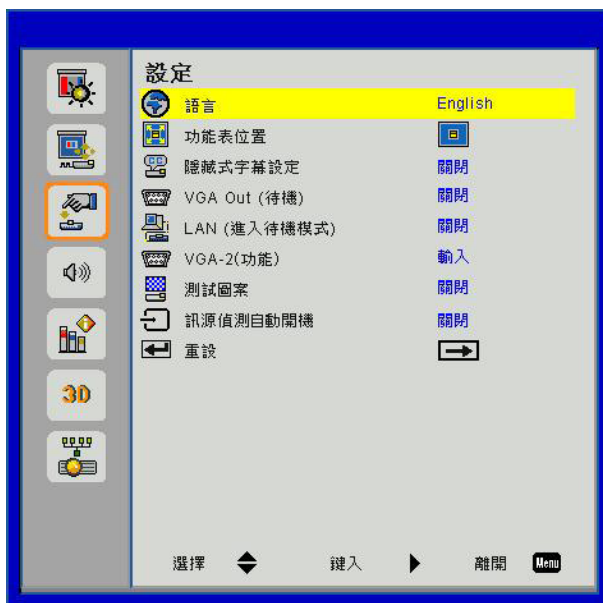 設定
語言 English
功能表位置
隱藏式字幕設定 關閉
VGA Out (待機) 關閉
LAN (進入待機模式) 關閉
VGA-2(功能) 輸入
測試圖案 關閉
訊源偵測自動開機 關閉
重設
3D
選擇 鍵入 離開 Menu